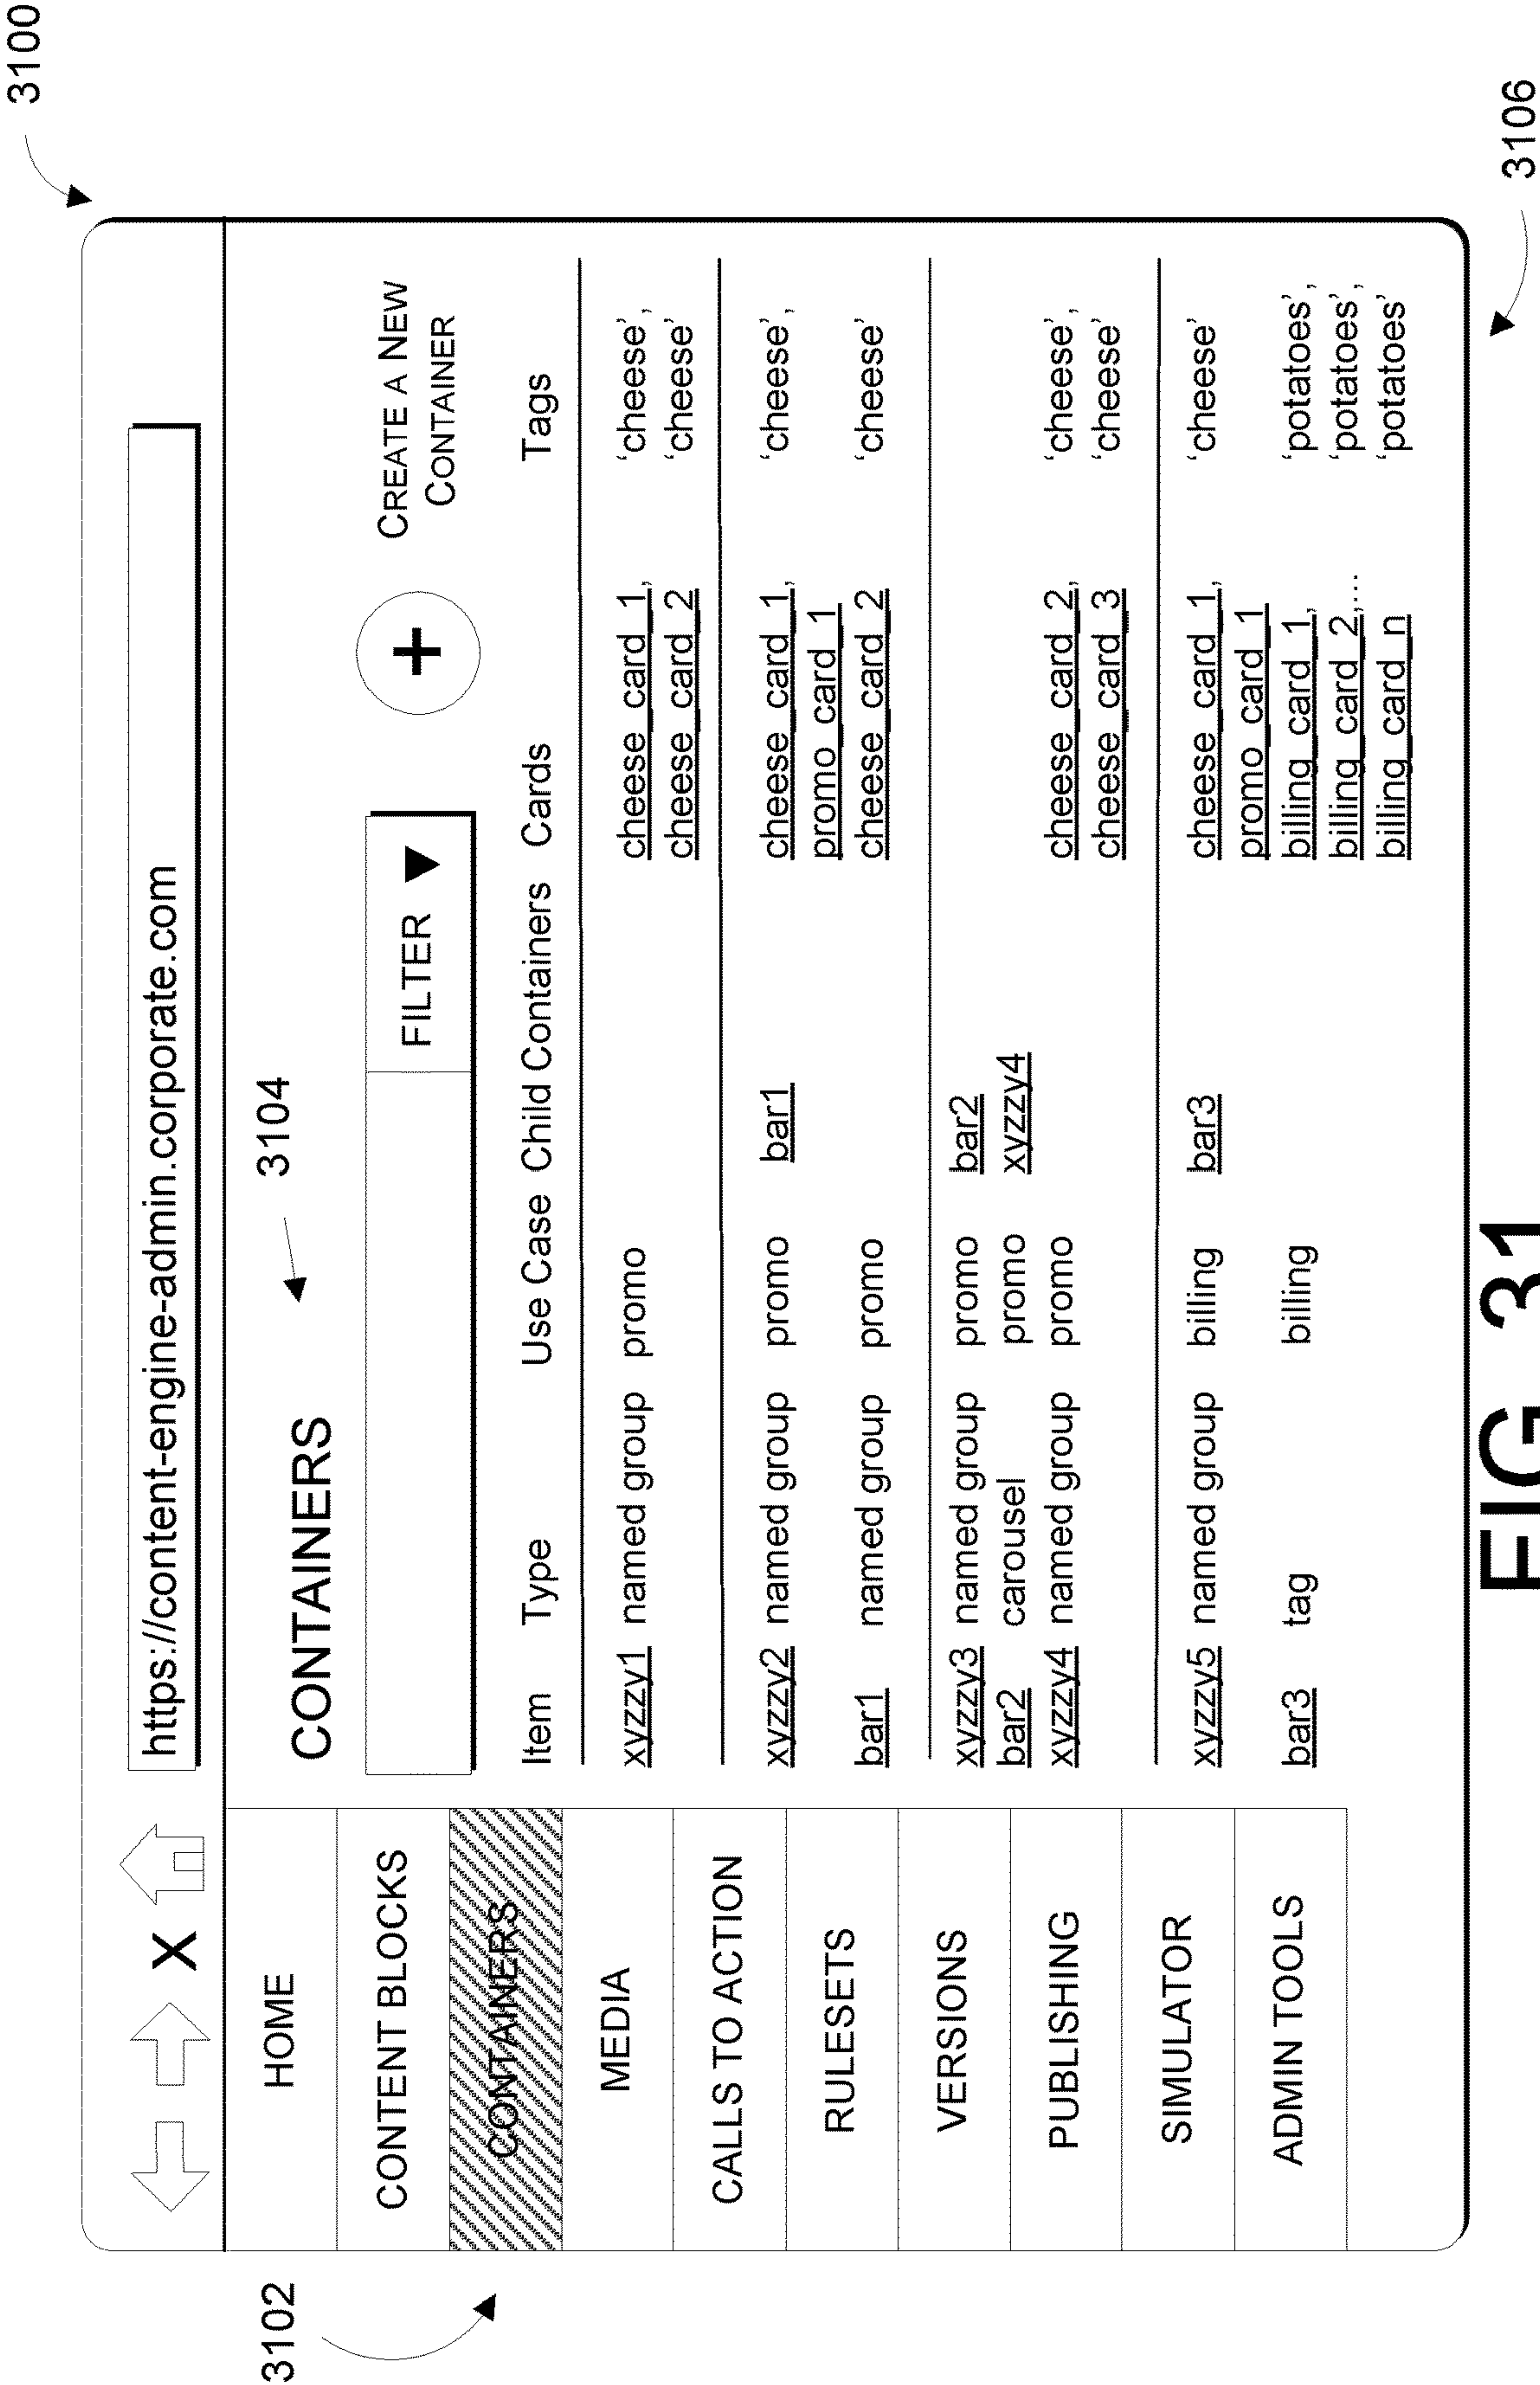 3100
https://content-engine-admin.corporate.com
X
3102
HOME
CONTENT BLOCKS
CONTAINERS
MEDIA
CALLS TO ACTION
RULESETS
VERSIONS
PUBLISHING
SIMULATOR
ADMIN TOOLS
CONTAINERS
3104
FILTER ▼
+
CREATE A NEW
CONTAINER
Item Type Use Case Child Containers Cards Tags
xyzzy1 named group promo cheese_card_1, 'cheese',
cheese_card_2 'cheese'
xyzzy2 named group promo bar1 cheese_card_1, 'cheese',
promo_card_1
bar1 named group promo cheese_card_2 'cheese'
xyzzy3 named group promo bar2
bar2 carousel promo xyzzy4
xyzzy4 named group promo cheese_card_2, 'cheese',
cheese_card_3 'cheese'
xyzzy5 named group billing bar3 cheese_card_1, 'cheese'
promo_card_1
bar3 tag billing billing_card_1, 'potatoes',
billing_card_2,… 'potatoes',
billing_card_n 'potatoes'
3106
FIG. 31